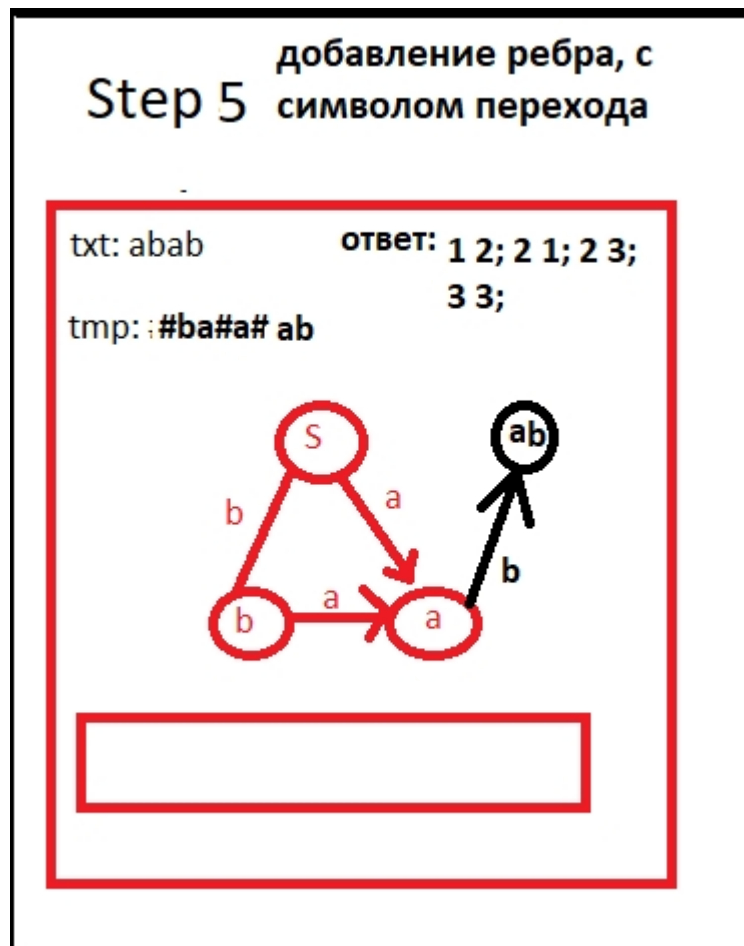 Step 5
добавление ребра, с
символом перехода
txt: abab
ответ: 1 2; 2 1; 2 3;
3 3;
tmp: #ba#a# ab
S
ab
b
a
b
b
a
a